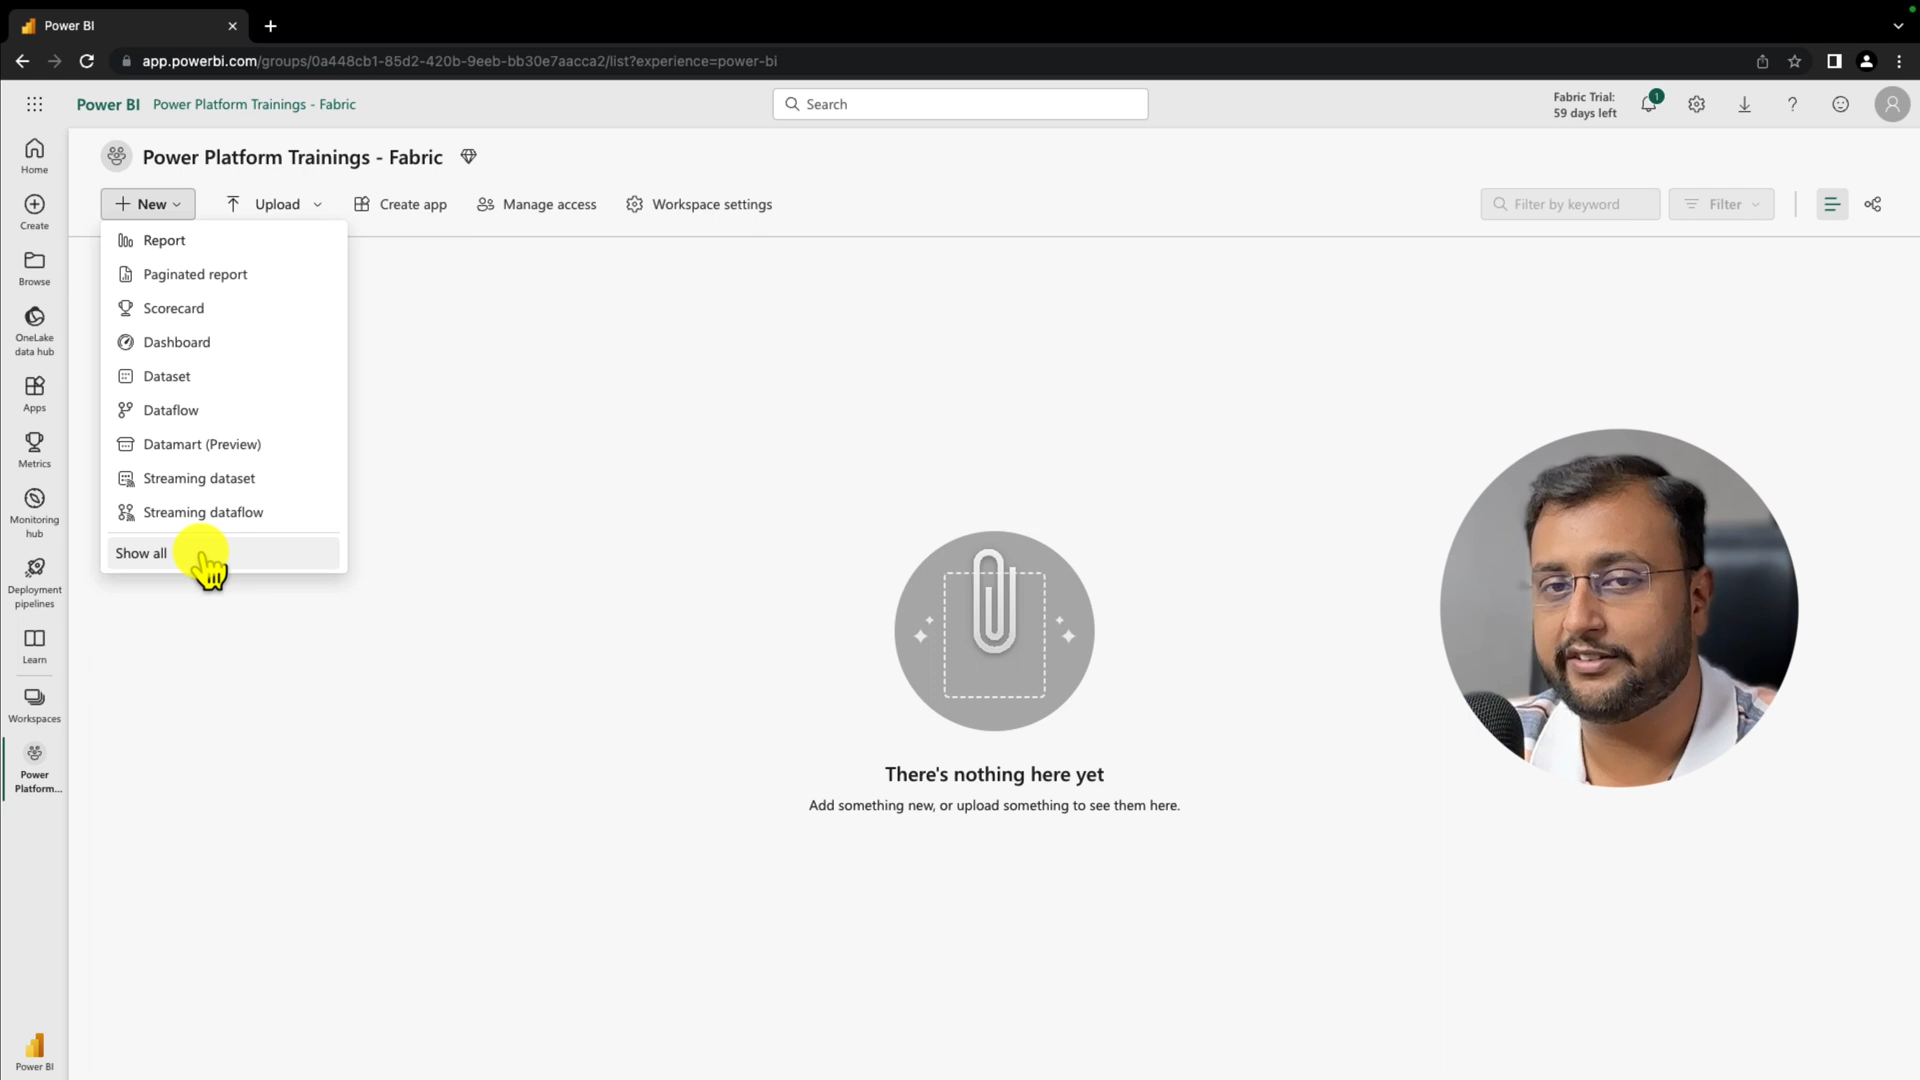 Power BI
app.powerbi.com/groups/0a448cb1-85d2-420b-9eeb-bb30e7aacca2/list?experience=power-bi
Power BI Power Platform Trainings - Fabric
Search
Fabric Trial:
59 days left
1
Home
Create
Browse
OneLake
data hub
Apps
Metrics
Monitoring
hub
Deployment
pipelines
Learn
Workspaces
Power
Platform...
Power BI
Power Platform Trainings - Fabric
New Upload Create app Manage access Workspace settings
Filter by keyword Filter
Report
Paginated report
Scorecard
Dashboard
Dataset
Dataflow
Datamart (Preview)
Streaming dataset
Streaming dataflow
Show all
There's nothing here yet
Add something new, or upload something to see them here.